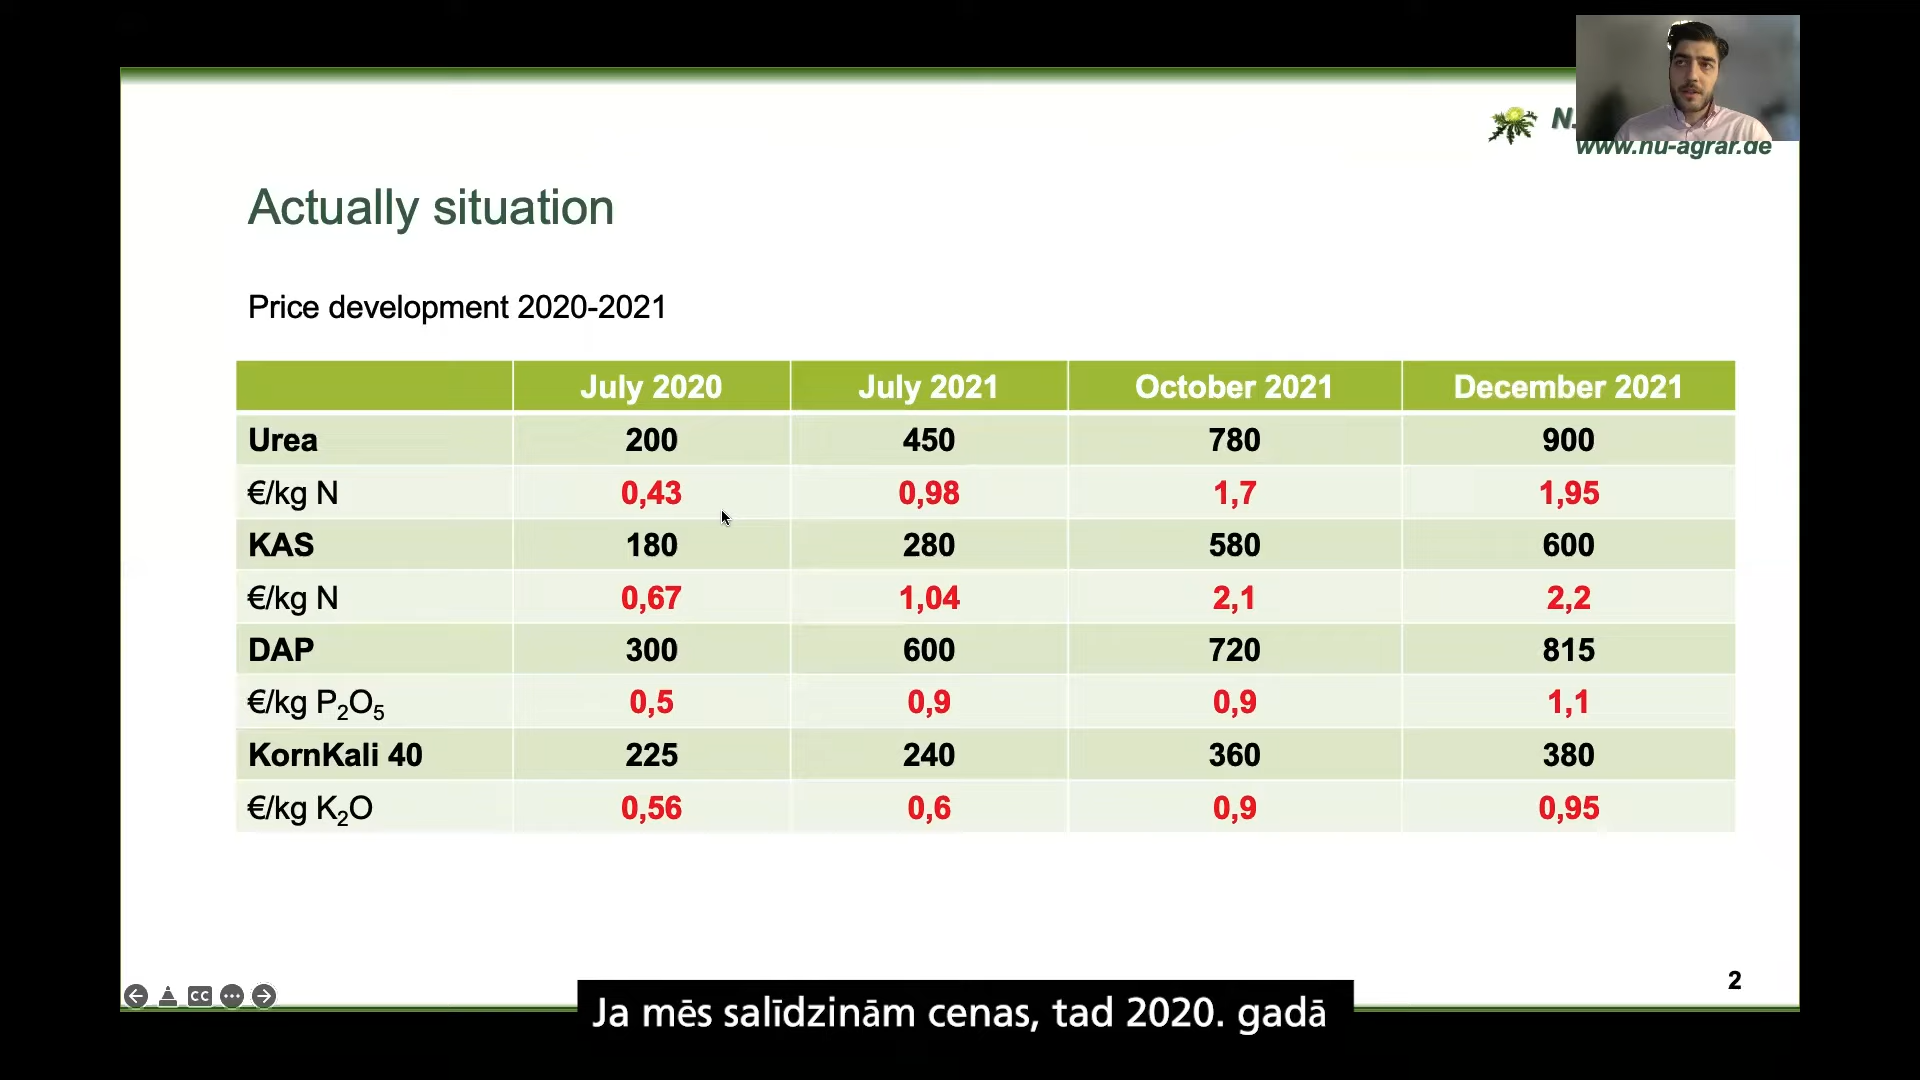 N.
www.nu-agrar.de
Actually situation
Price development 2020-2021
July 2020 July 2021 October 2021 December 2021
Urea 200 450 780 900
€/kg N 0,43 0,98 1,7 1,95
KAS 180 280 580 600
€/kg N 0,67 1,04 2,1 2,2
DAP 300 600 720 815
€/kg P₂O₅ 0,5 0,9 0,9 1,1
KornKali 40 225 240 360 380
€/kg K₂O 0,56 0,6 0,9 0,95
2
CC
Ja mēs salīdzinām cenas, tad 2020. gadā